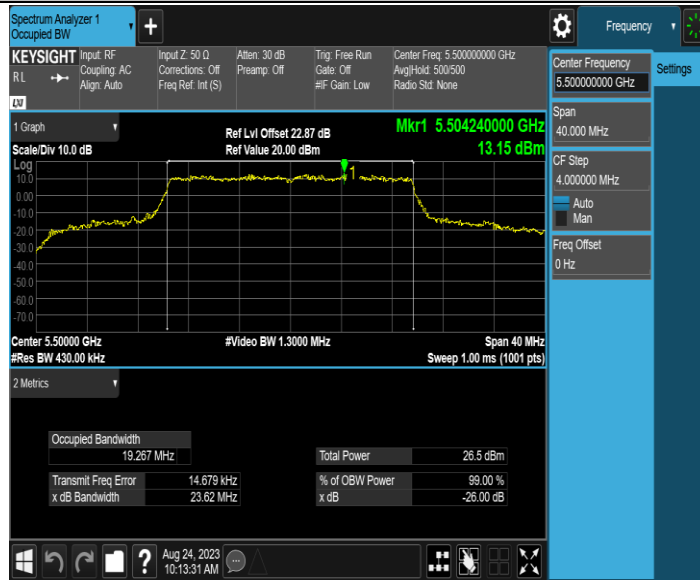 Spectrum Analyzer 1
Occupied BW
+
Frequency
KEYSIGHT
RL
LXI
Input: RF
Coupling: AC
Align: Auto
Input Z: 50 Ω
Corrections: Off
Freq Ref: Int (S)
Atten: 30 dB
Preamp: Off
Trig: Free Run
Gate: Off
#IF Gain: Low
Center Freq: 5.500000000 GHz
Avg|Hold: 500/500
Radio Std: None
1 Graph
Scale/Div 10.0 dB
Ref Lvl Offset 22.87 dB
Ref Value 20.00 dBm
Mkr1 5.504240000 GHz
13.15 dBm
Log
10.0
0.00
-10.0
-20.0
-30.0
-40.0
-50.0
-60.0
-70.0
1
Center 5.50000 GHz
#Res BW 430.00 kHz
#Video BW 1.3000 MHz
Span 40 MHz
Sweep 1.00 ms (1001 pts)
2 Metrics
Occupied Bandwidth
19.267 MHz
Transmit Freq Error 14.679 kHz
x dB Bandwidth 23.62 MHz
Total Power 26.5 dBm
% of OBW Power 99.00 %
x dB -26.00 dB
Center Frequency
5.500000000 GHz
Span
40.000 MHz
CF Step
4.000000 MHz
Auto
Man
Freq Offset
0 Hz
Settings
?
Aug 24, 2023
10:13:31 AM